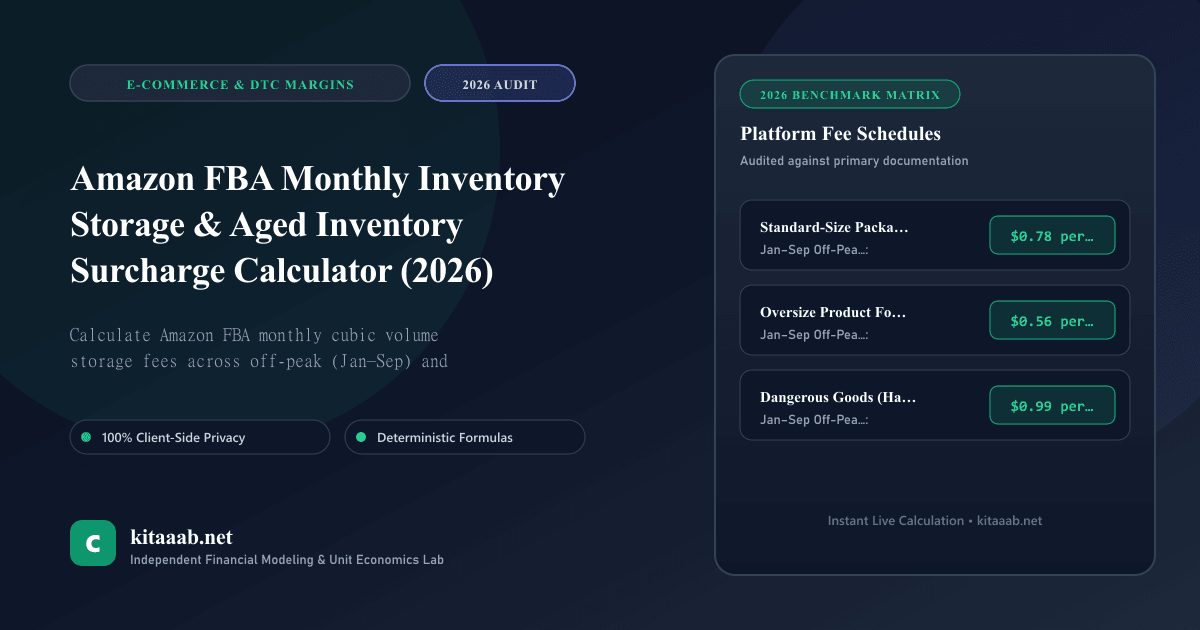 E-COMMERCE & DTC MARGINS
2026 AUDIT
Amazon FBA Monthly Inventory
Storage & Aged Inventory
Surcharge Calculator (2026)
Calculate Amazon FBA monthly cubic volume
storage fees across off-peak (Jan–Sep) and
100% Client-Side Privacy
Deterministic Formulas
C
kitaaab.net
Independent Financial Modeling & Unit Economics Lab
2026 BENCHMARK MATRIX
Platform Fee Schedules
Audited against primary documentation
Standard-Size Packa…
Jan–Sep Off-Pea…:
$0.78 per…
Oversize Product Fo…
Jan–Sep Off-Pea…:
$0.56 per…
Dangerous Goods (Ha…
Jan–Sep Off-Pea…:
$0.99 per…
Instant Live Calculation • kitaaab.net